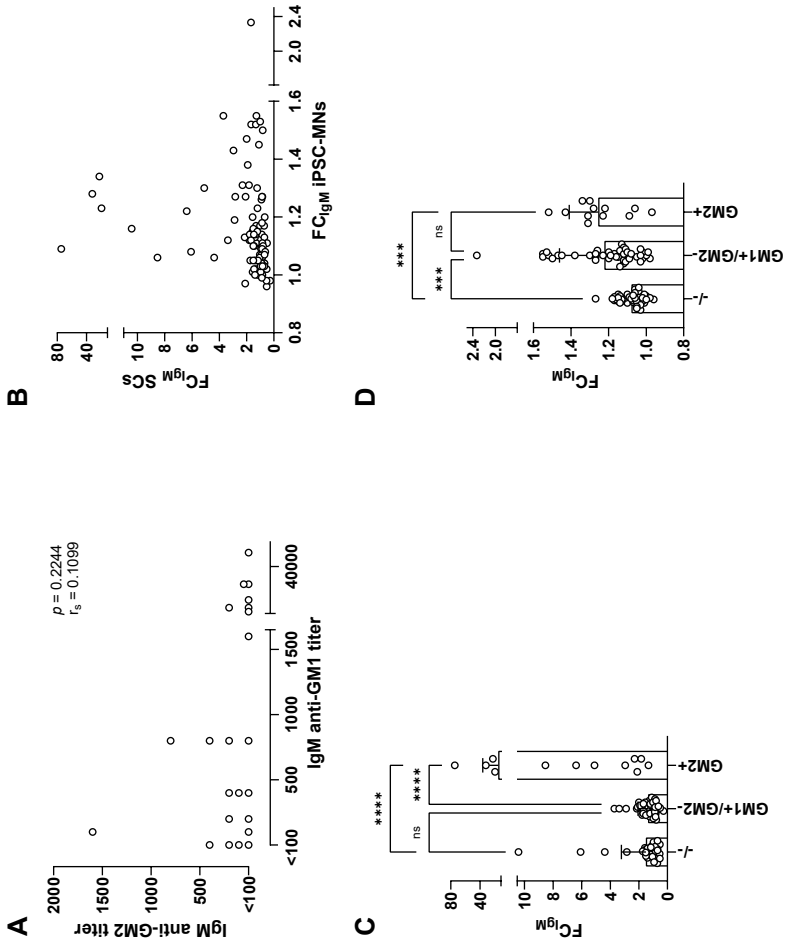 A
2000
1500
1000
500
<100
IgM anti-GM2 titer
<100
500
1000
1500
40000
IgM anti-GM1 titer
p = 0.2244
rs = 0.1099
B
80
40
10
8
6
4
2
0
FCIgM SCs
0.8
1.0
1.2
1.4
1.6
2.0
2.4
FCIgM iPSC-MNs
C
80
40
10
8
6
4
2
0
FCIgM
****
ns
****
-/-
GM1+/GM2-
GM2+
D
2.4
2.0
1.6
1.4
1.2
1.0
0.8
FCIgM
***
***
ns
-/-
GM1+/GM2-
GM2+